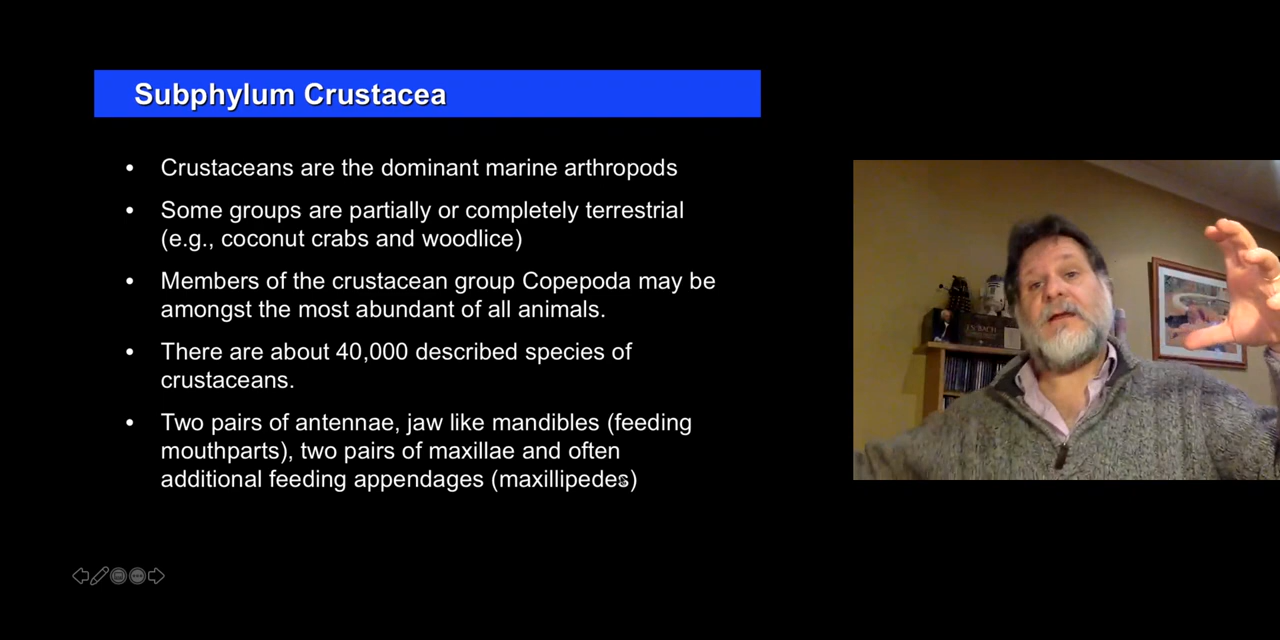 Subphylum Crustacea
• Crustaceans are the dominant marine arthropods
• Some groups are partially or completely terrestrial
(e.g., coconut crabs and woodlice)
• Members of the crustacean group Copepoda may be
amongst the most abundant of all animals.
• There are about 40,000 described species of
crustaceans.
• Two pairs of antennae, jaw like mandibles (feeding
mouthparts), two pairs of maxillae and often
additional feeding appendages (maxillipedes)
J.S. BACH